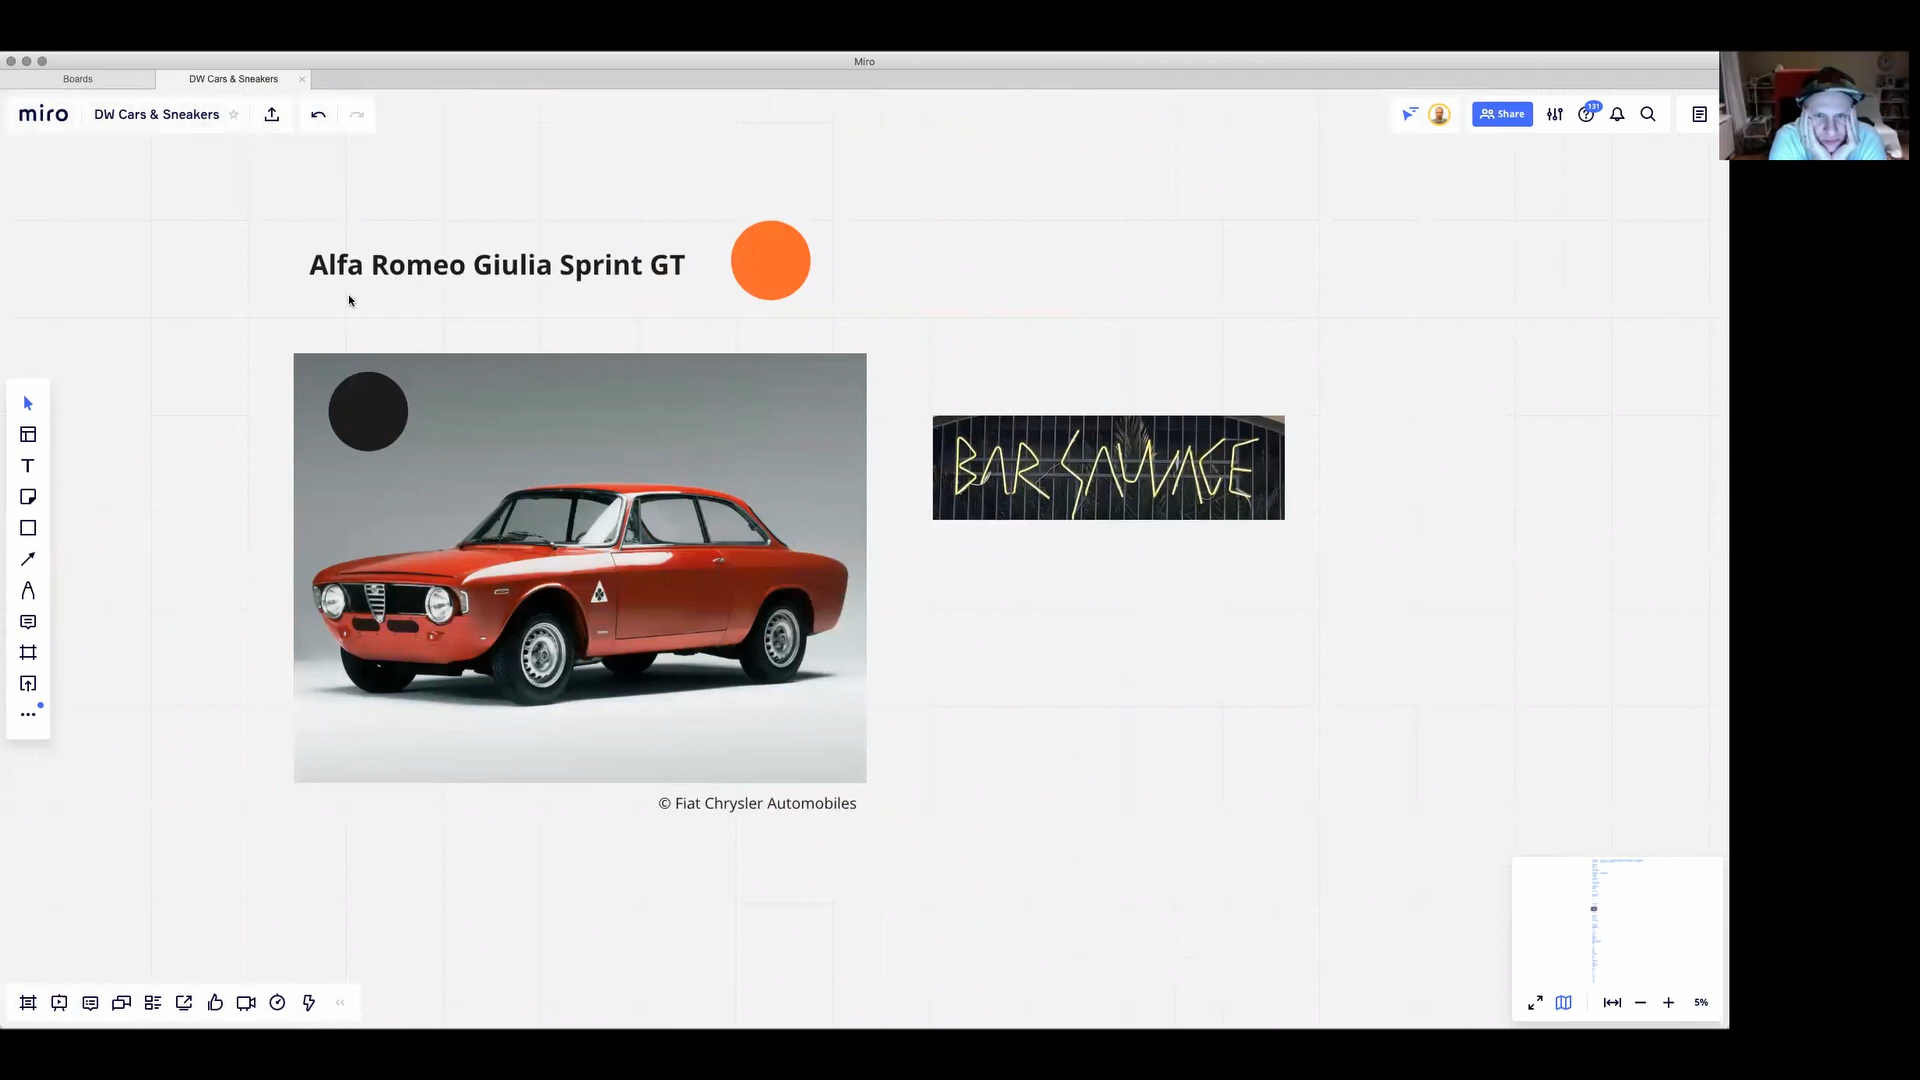 Miro
Boards
DW Cars & Sneakers
miro
DW Cars & Sneakers
Share
131
Alfa Romeo Giulia Sprint GT
BAR SAUVAGE
© Fiat Chrysler Automobiles
5%